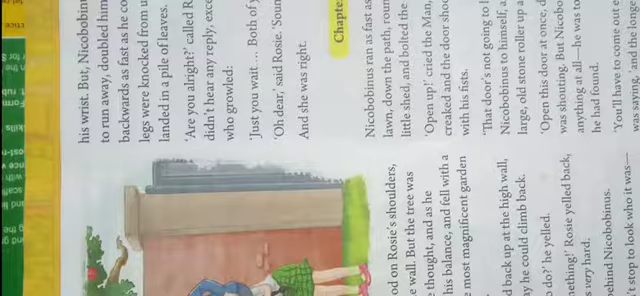 his wrist. But, Nicobobin
to run away, doubled him
backwards as fast as he co
legs were knocked from u
landed in a pile of leaves.
'Are you alright?' called R
didn't hear any reply, exce
who growled:
'Just you wait … Both of y
'Oh dear,' said Rosie. 'Soun
And she was right.
Chapte
Nicobobinus ran as fast as
lawn, down the path, roun
little shed, and bolted the
'Open up!' cried the Man,
creaked and the door shoo
with his fists.
"That door's not going to l
Nicobobinus to himself, a
large, old stone roller up a
'Open this door at once, d
was shouting. But Nicobo
anything at all—he was to
he had found.
'You'll have to come out e
was saying, 'and the longe
od on Rosie's shoulders,
e wall. But the tree was
e thought, and as he
his balance, and fell with a
e most magnificent garden
d back up at the high wall,
ny he could climb back.
do?' he yelled.
mething!' Rosie yelled back,
s very hard.
behind Nicobobinus.
't stop to look who it was—